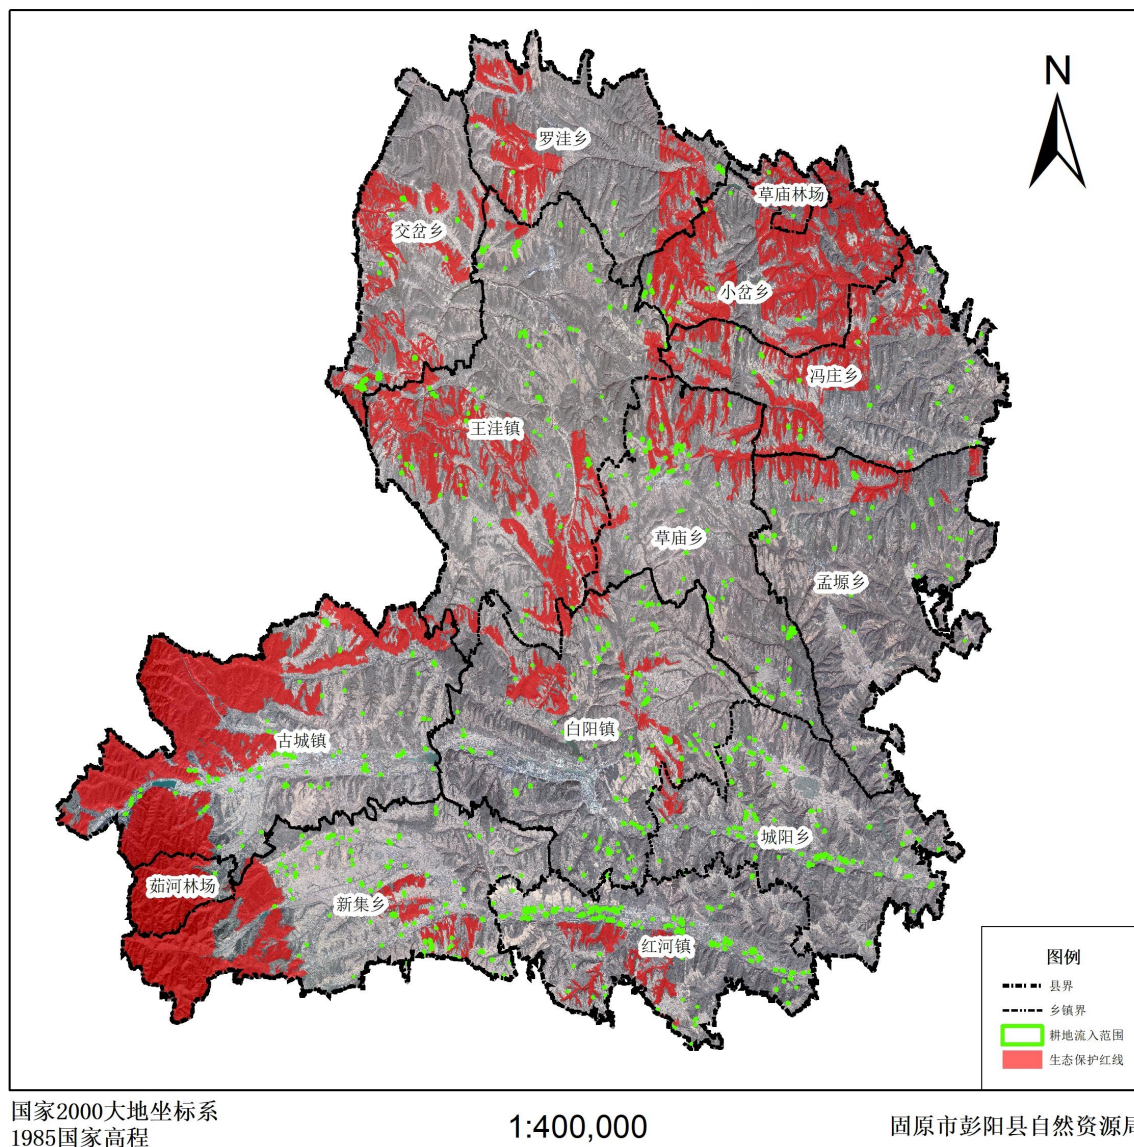 N
罗洼乡
草庙林场
交岔乡
小岔乡
冯庄乡
王洼镇
草庙乡
孟塬乡
白阳镇
古城镇
城阳乡
茹河林场
新集乡
红河镇
图例
县界
乡镇界
耕地流入范围
生态保护红线
国家2000大地坐标系
1985国家高程
1:400,000
固原市彭阳县自然资源局